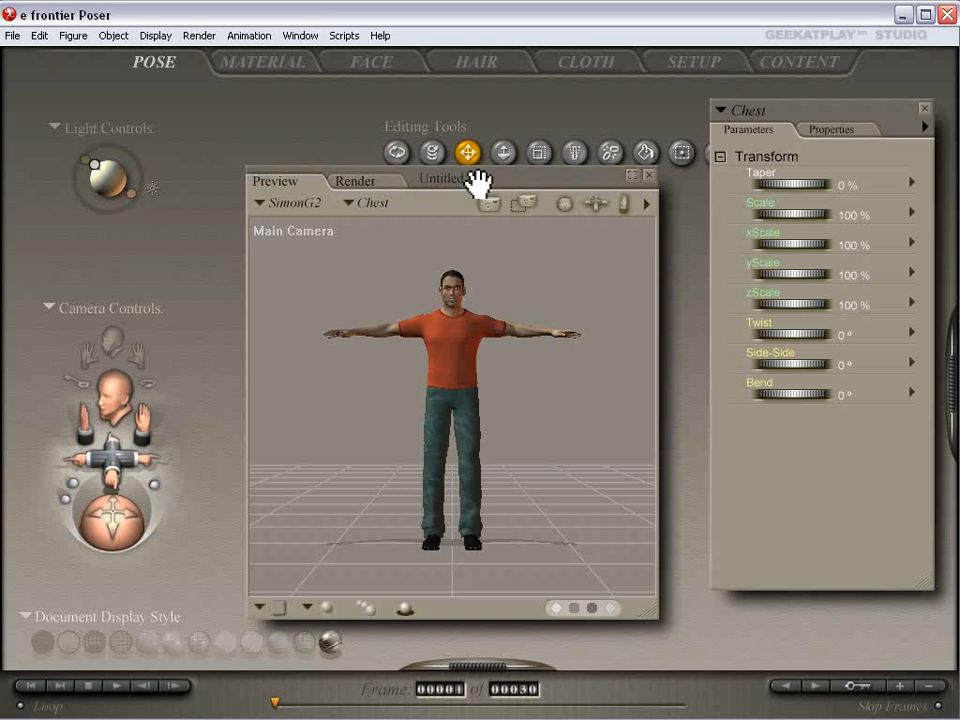 e frontier Poser
File Edit Figure Object Display Render Animation Window Scripts Help
GEEKATPLAY STUDIO
POSE MATERIAL FACE HAIR CLOTH SETUP CONTENT
Light Controls
Editing Tools
Chest
Parameters Properties
Transform
Taper
0 %
Scale
100 %
xScale
100 %
yScale
100 %
zScale
100 %
Twist
0 º
Side-Side
0 º
Bend
0 º
Preview Render Untitled
SimonG2 Chest
Main Camera
Camera Controls
Document Display Style
Frame: 00001 of 00030
Loop
Skip Frames